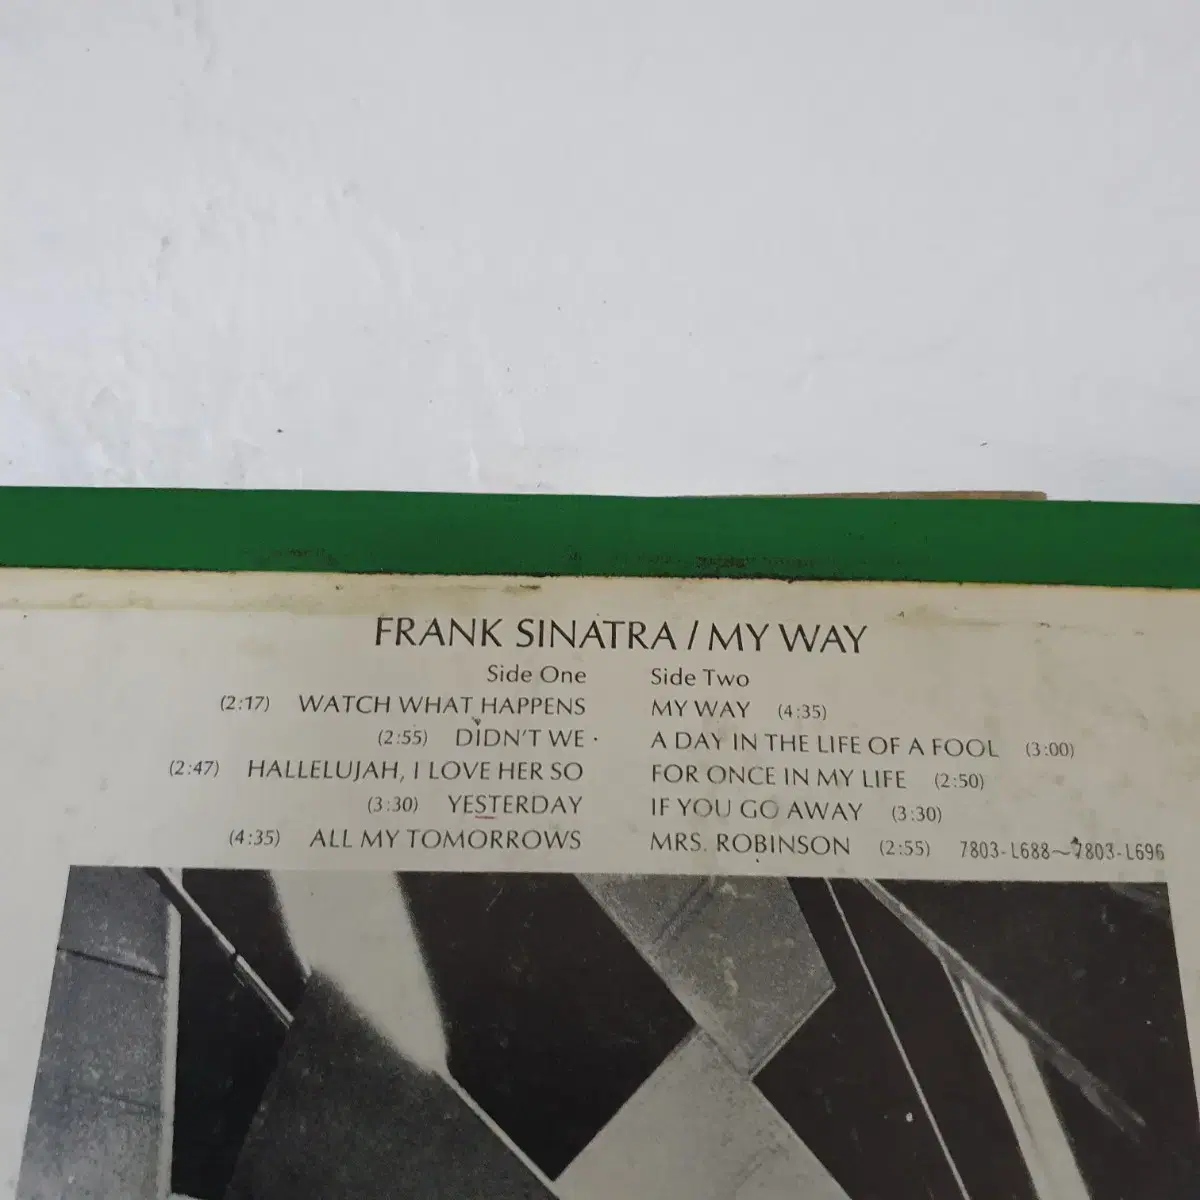 FRANK SINATRA / MY WAY
Side One
(2:17) WATCH WHAT HAPPENS
(2:55) DIDN'T WE
(2:47) HALLELUJAH, I LOVE HER SO
(3:30) YESTERDAY
(4:35) ALL MY TOMORROWS
Side Two
MY WAY (4:35)
A DAY IN THE LIFE OF A FOOL (3:00)
FOR ONCE IN MY LIFE (2:50)
IF YOU GO AWAY (3:30)
MRS. ROBINSON (2:55) 7803-L688~7803-L696